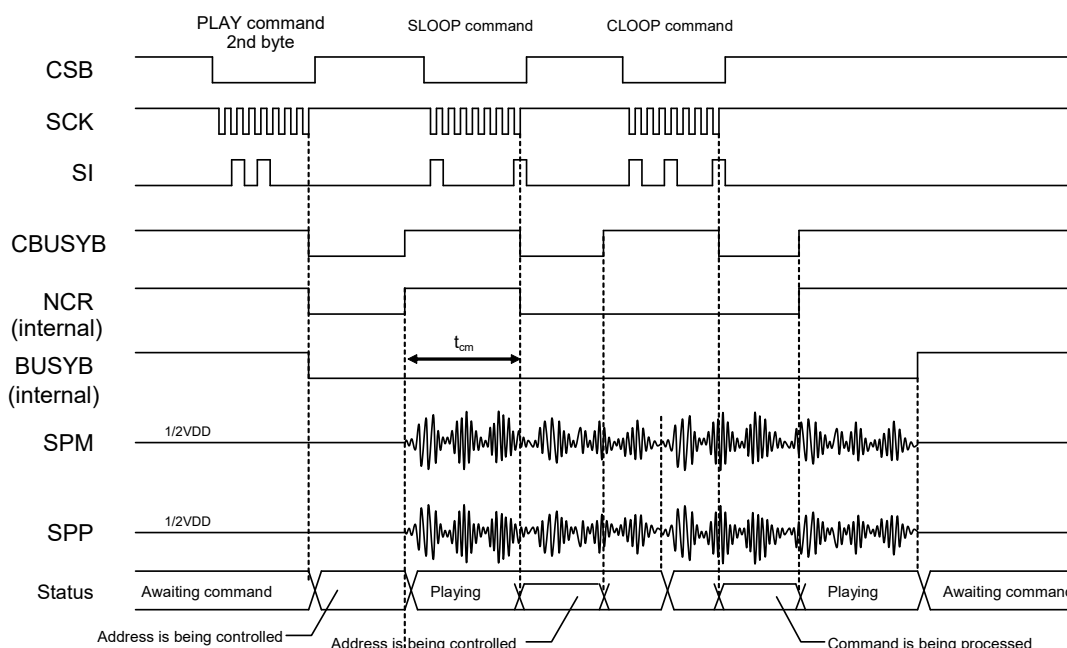 PLAY command
2nd byte
SLOOP command
CLOOP command
CSB
SCK
SI
CBUSYB
NCR
(internal)
tcm
BUSYB
(internal)
SPM
1/2VDD
SPP
1/2VDD
Status
Awaiting command
Playing
Playing
Awaiting command
Address is being controlled
Address is being controlled
Command is being processed